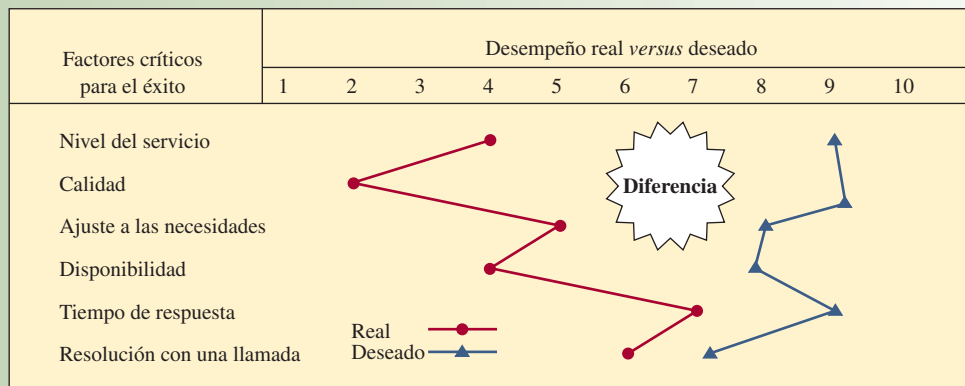 Factores críticos
para el éxito
Desempeño real versus deseado
1 2 3 4 5 6 7 8 9 10
Nivel del servicio
Calidad
Diferencia
Ajuste a las necesidades
Disponibilidad
Tiempo de respuesta
Resolución con una llamada
Real
Deseado